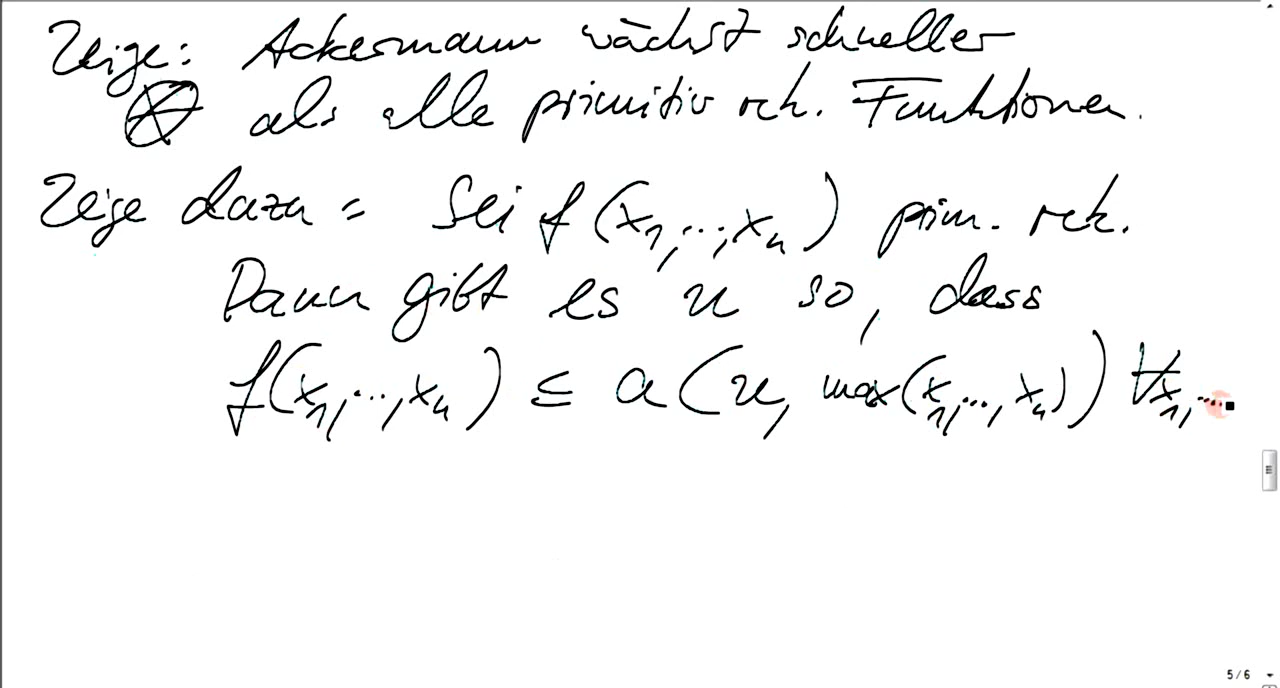 Zeige: Ackermann wächst schneller
als alle primitiv rek. Funktionen.
Zeige dazu: Sei f(x₁,...,xₙ) prim. rek.
Dann gibt es u so, dass
f(x₁,...,xₙ) ≤ a(u, max(x₁,...,xₙ)) ∀x₁,...
5/6